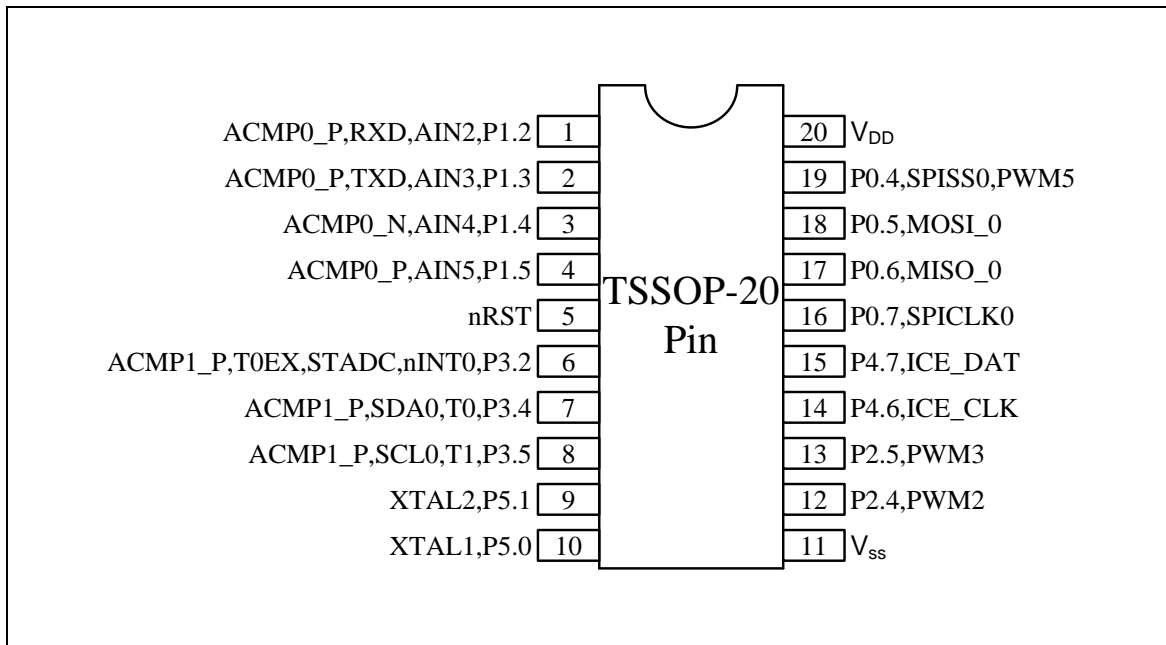 ACMP0_P,RXD,AIN2,P1.2 1
ACMP0_P,TXD,AIN3,P1.3 2
ACMP0_N,AIN4,P1.4 3
ACMP0_P,AIN5,P1.5 4
nRST 5
ACMP1_P,T0EX,STADC,nINT0,P3.2 6
ACMP1_P,SDA0,T0,P3.4 7
ACMP1_P,SCL0,T1,P3.5 8
XTAL2,P5.1 9
XTAL1,P5.0 10
TSSOP-20
Pin
20 VDD
19 P0.4,SPISS0,PWM5
18 P0.5,MOSI_0
17 P0.6,MISO_0
16 P0.7,SPICLK0
15 P4.7,ICE_DAT
14 P4.6,ICE_CLK
13 P2.5,PWM3
12 P2.4,PWM2
11 Vss